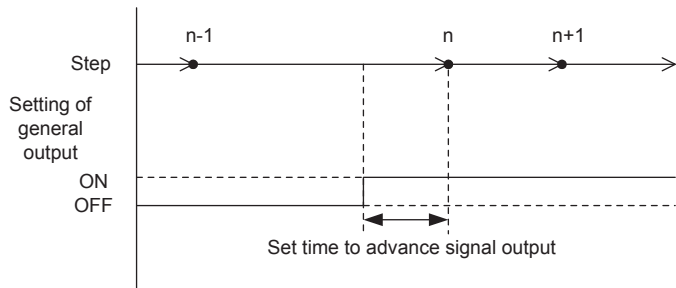 n-1
n
n+1
Step
Setting of
general
output
ON
OFF
Set time to advance signal output